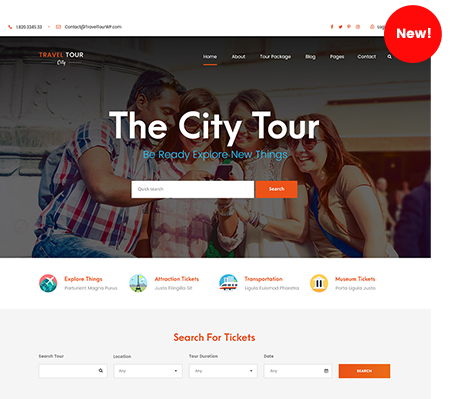 New!
1.820.3345.33 Contact@TravelTourWP.com
TRAVEL TOUR
City
Home About Tour Package Blog Pages Contact
The City Tour
Be Ready Explore New Things
Quick search Search
Explore Things Attraction Tickets Transportation Museum Tickets
Parturient Magna Purus Justo Fringilla Sit Ligula Euismod Pharetra Porta Ligula Justo
Search For Tickets
Search Tour Location Tour Duration Date
Any Any Any SEARCH